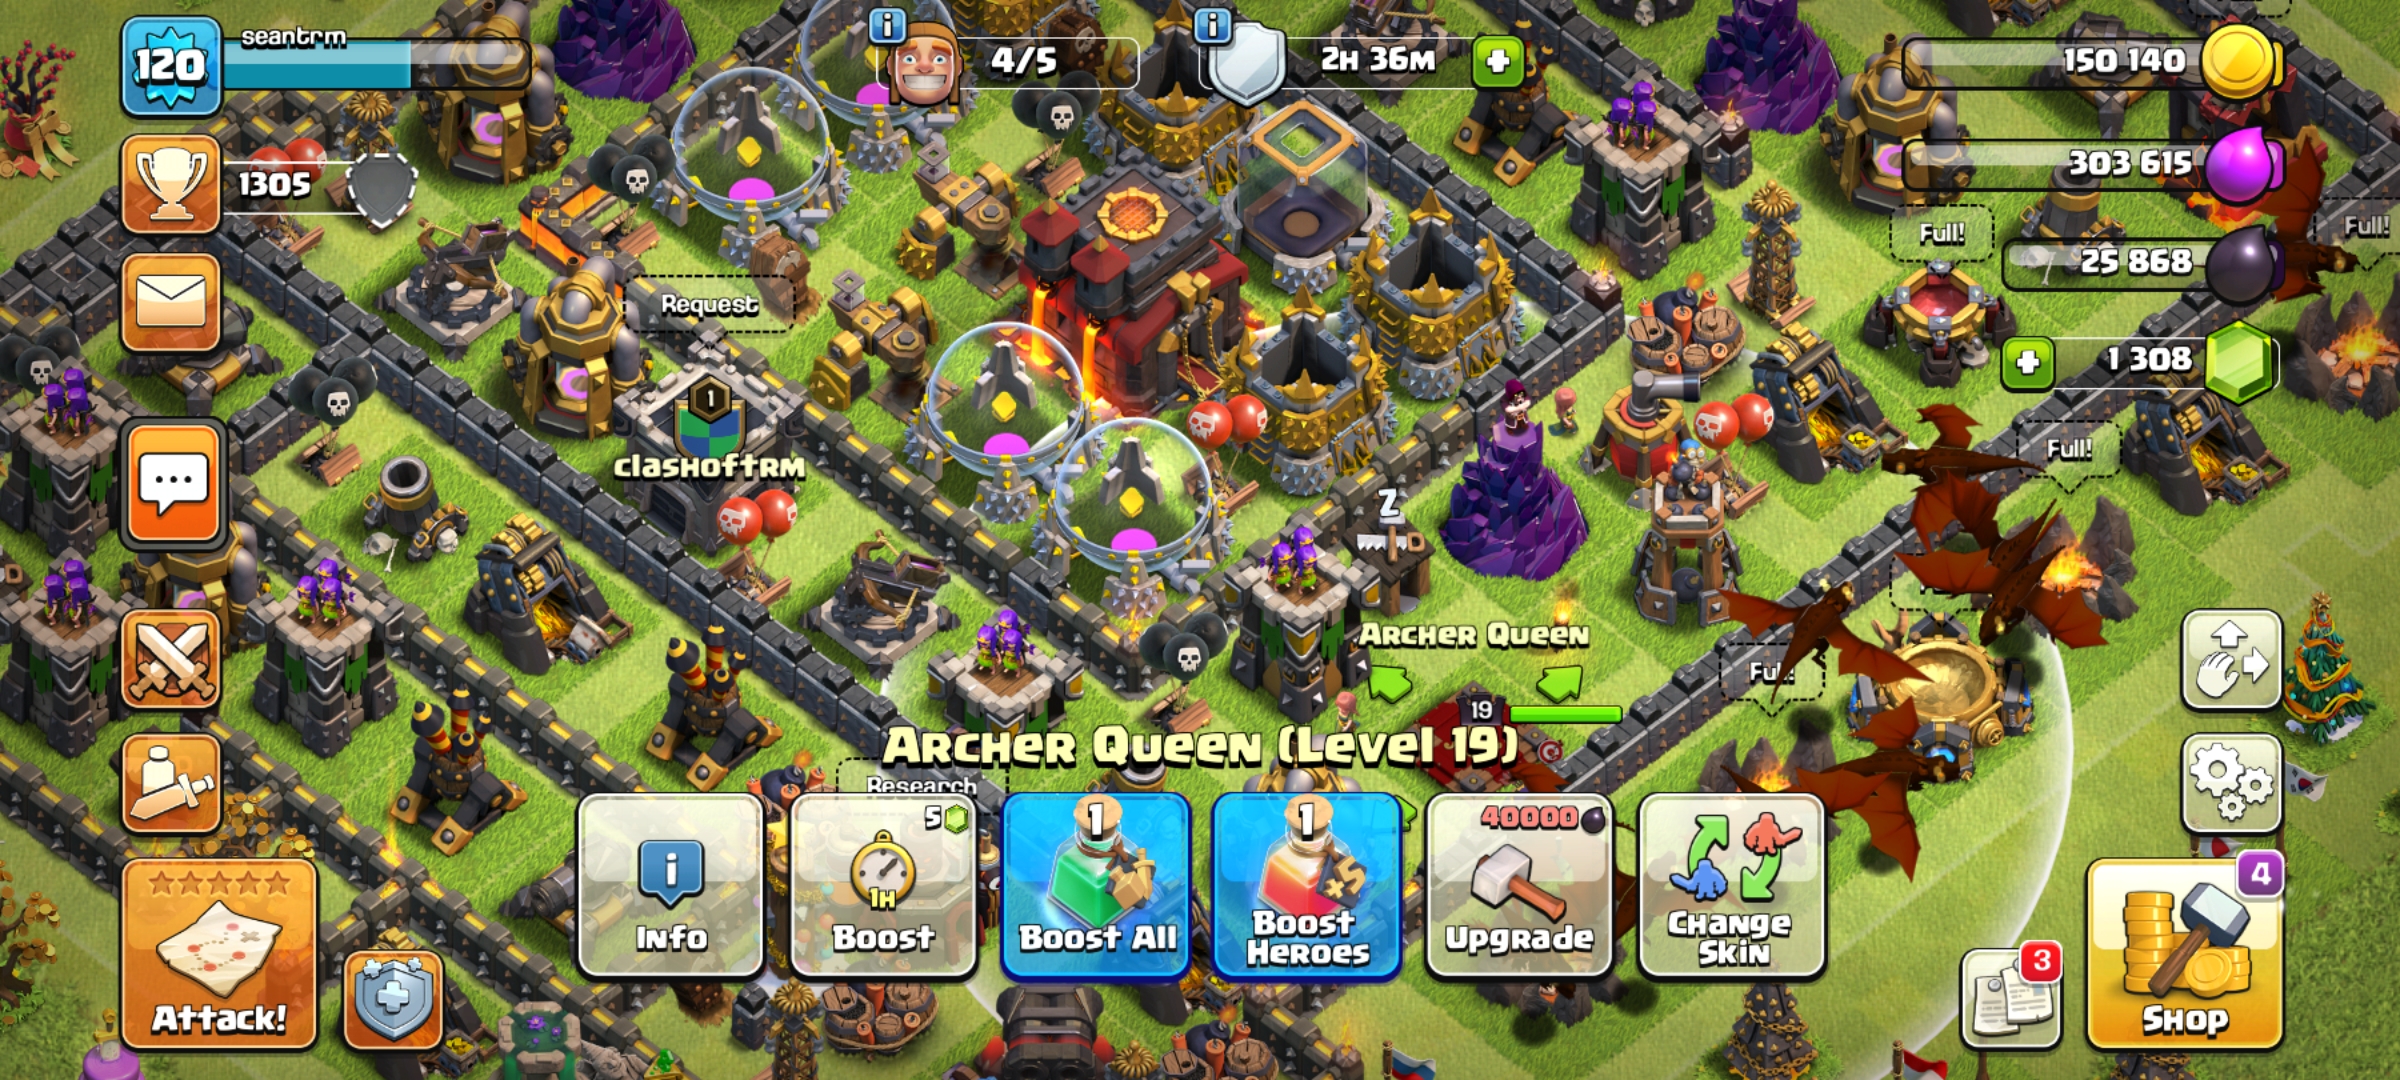 120
seantrm
4/5
2H 36M
150 140
1305
303 615
Full!
Full!
25 868
Request
1 308
1
clashoftrm
Full!
Z
Archer Queen
19
Archer Queen (Level 19)
Research
5
1H
1
1
40000
Info
Boost
Boost All
Boost
Heroes
Upgrade
Change
Skin
4
3
Attack!
Shop